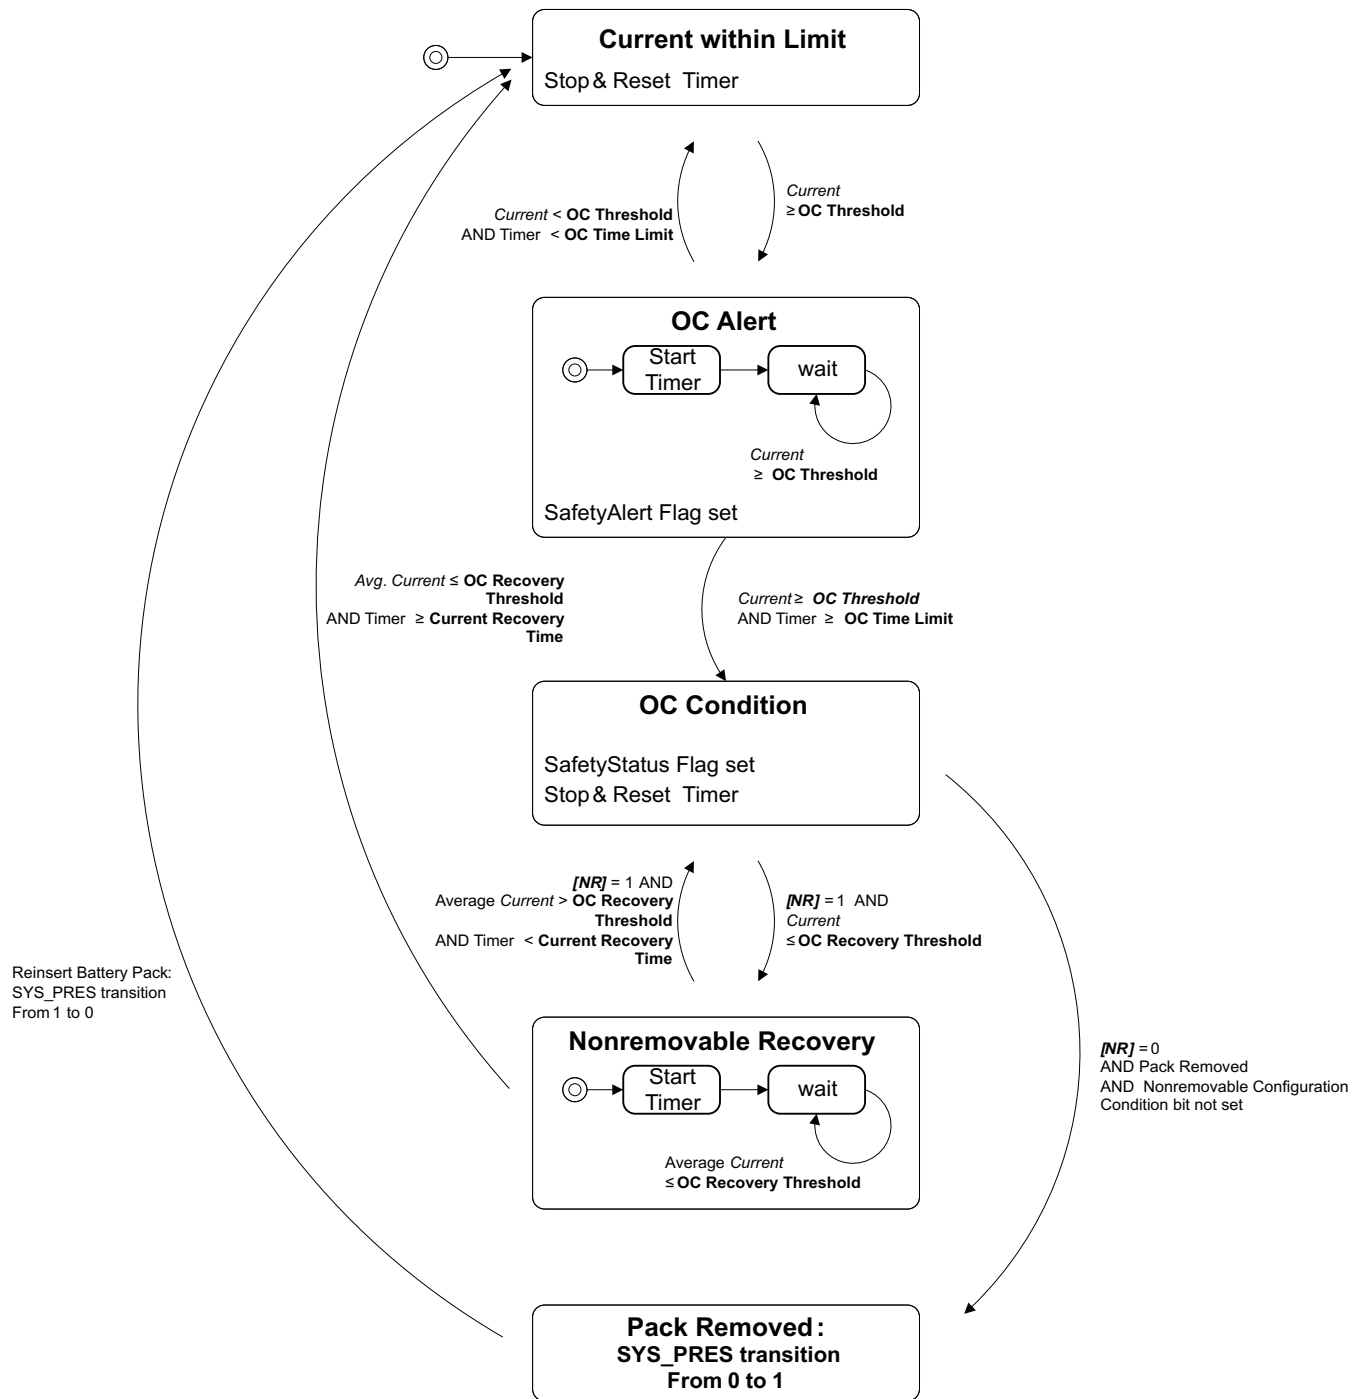 Current within Limit
Stop & Reset Timer
Current < OC Threshold
AND Timer < OC Time Limit
Current
≥ OC Threshold
OC Alert
Start
Timer
wait
Current
≥ OC Threshold
SafetyAlert Flag set
Avg. Current ≤ OC Recovery
Threshold
AND Timer ≥ Current Recovery
Time
Current ≥ OC Threshold
AND Timer ≥ OC Time Limit
OC Condition
SafetyStatus Flag set
Stop & Reset Timer
[NR] = 1 AND
Average Current > OC Recovery
Threshold
AND Timer < Current Recovery
Time
[NR] = 1 AND
Current
≤ OC Recovery Threshold
Reinsert Battery Pack:
SYS_PRES transition
From 1 to 0
Nonremovable Recovery
Start
Timer
wait
Average Current
≤ OC Recovery Threshold
[NR] = 0
AND Pack Removed
AND Nonremovable Configuration
Condition bit not set
Pack Removed :
SYS_PRES transition
From 0 to 1